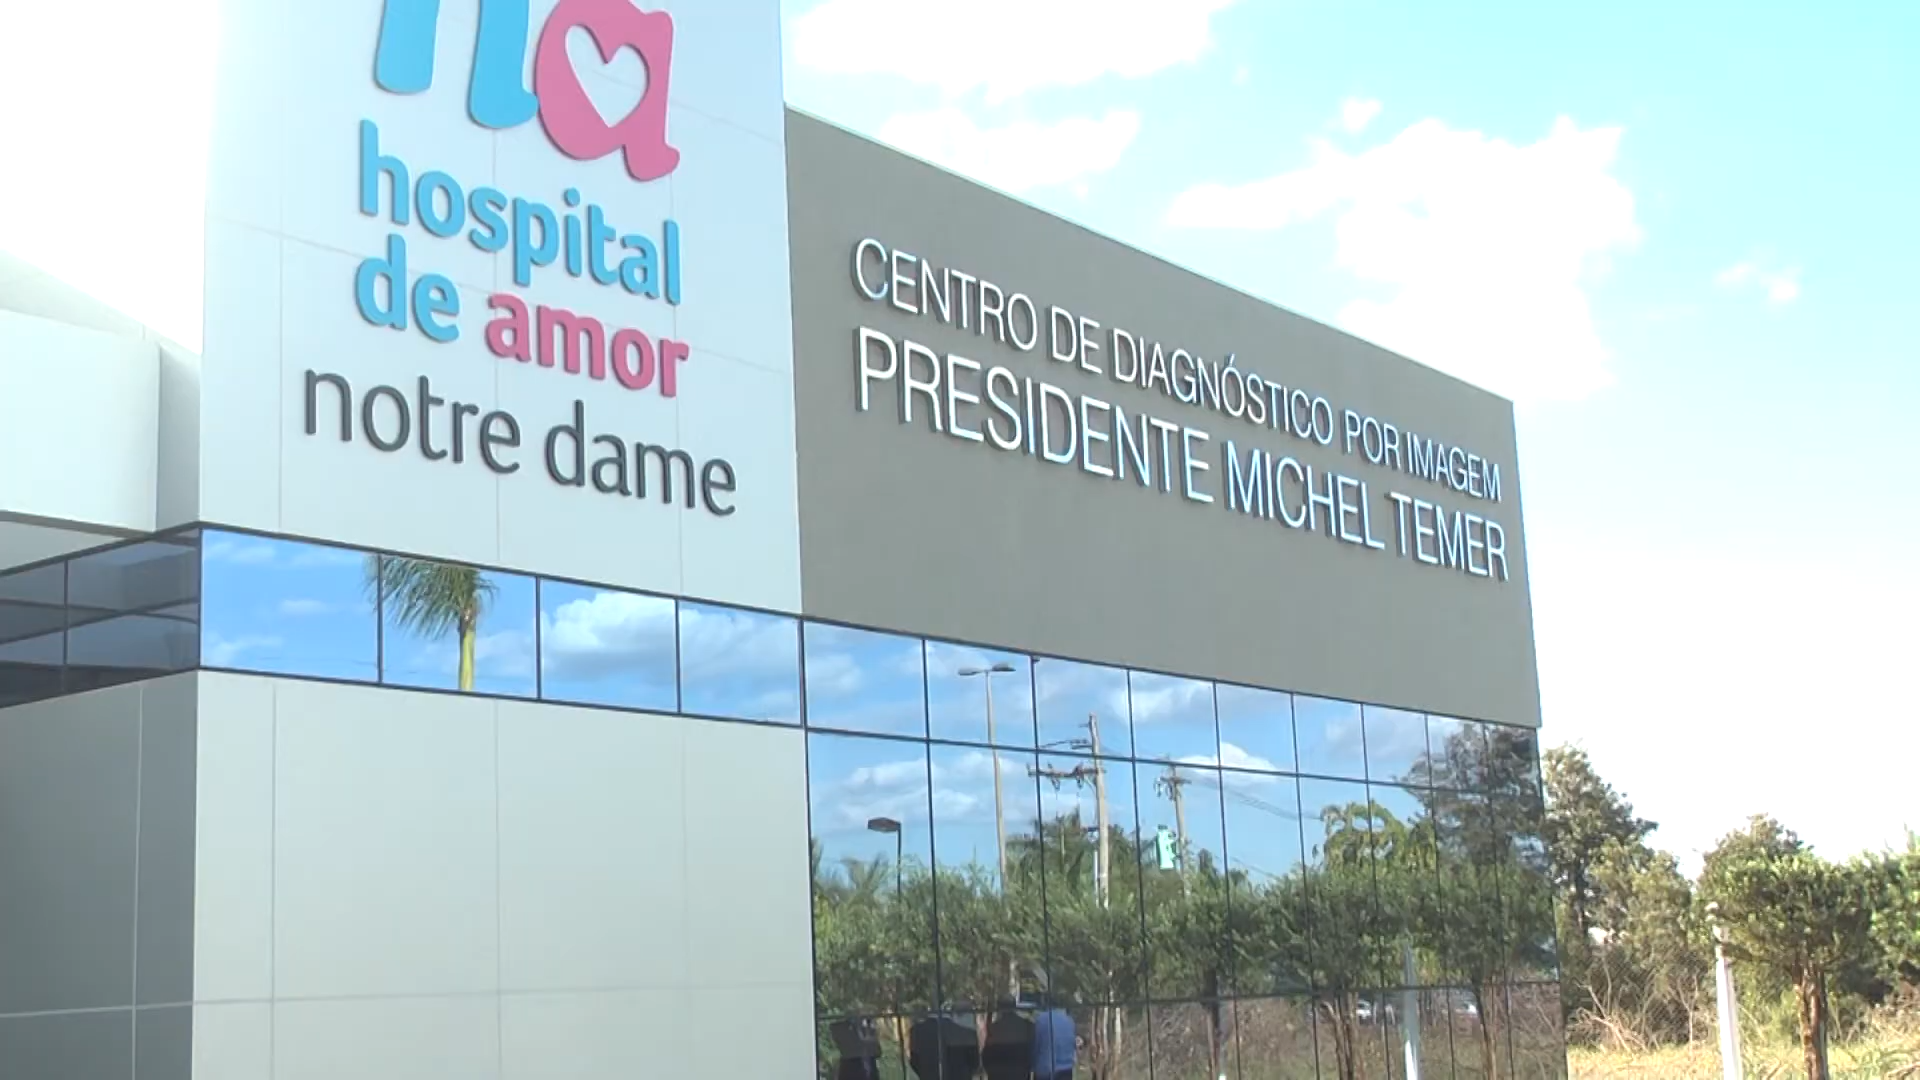 ha
hospital
de amor
notre dame
CENTRO DE DIAGNÓSTICO POR IMAGEM
PRESIDENTE MICHEL TEMER